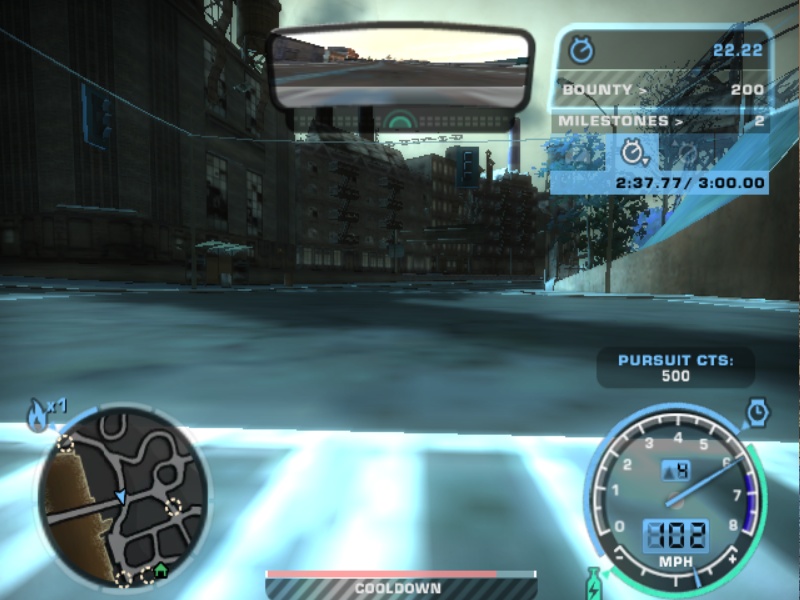 22.22
BOUNTY > 200
MILESTONES > 2
2:37.77/ 3:00.00
PURSUIT CTS:
500
x1
0 1 2 3 4 5 6 7 8
4
102
MPH
- +
COOLDOWN